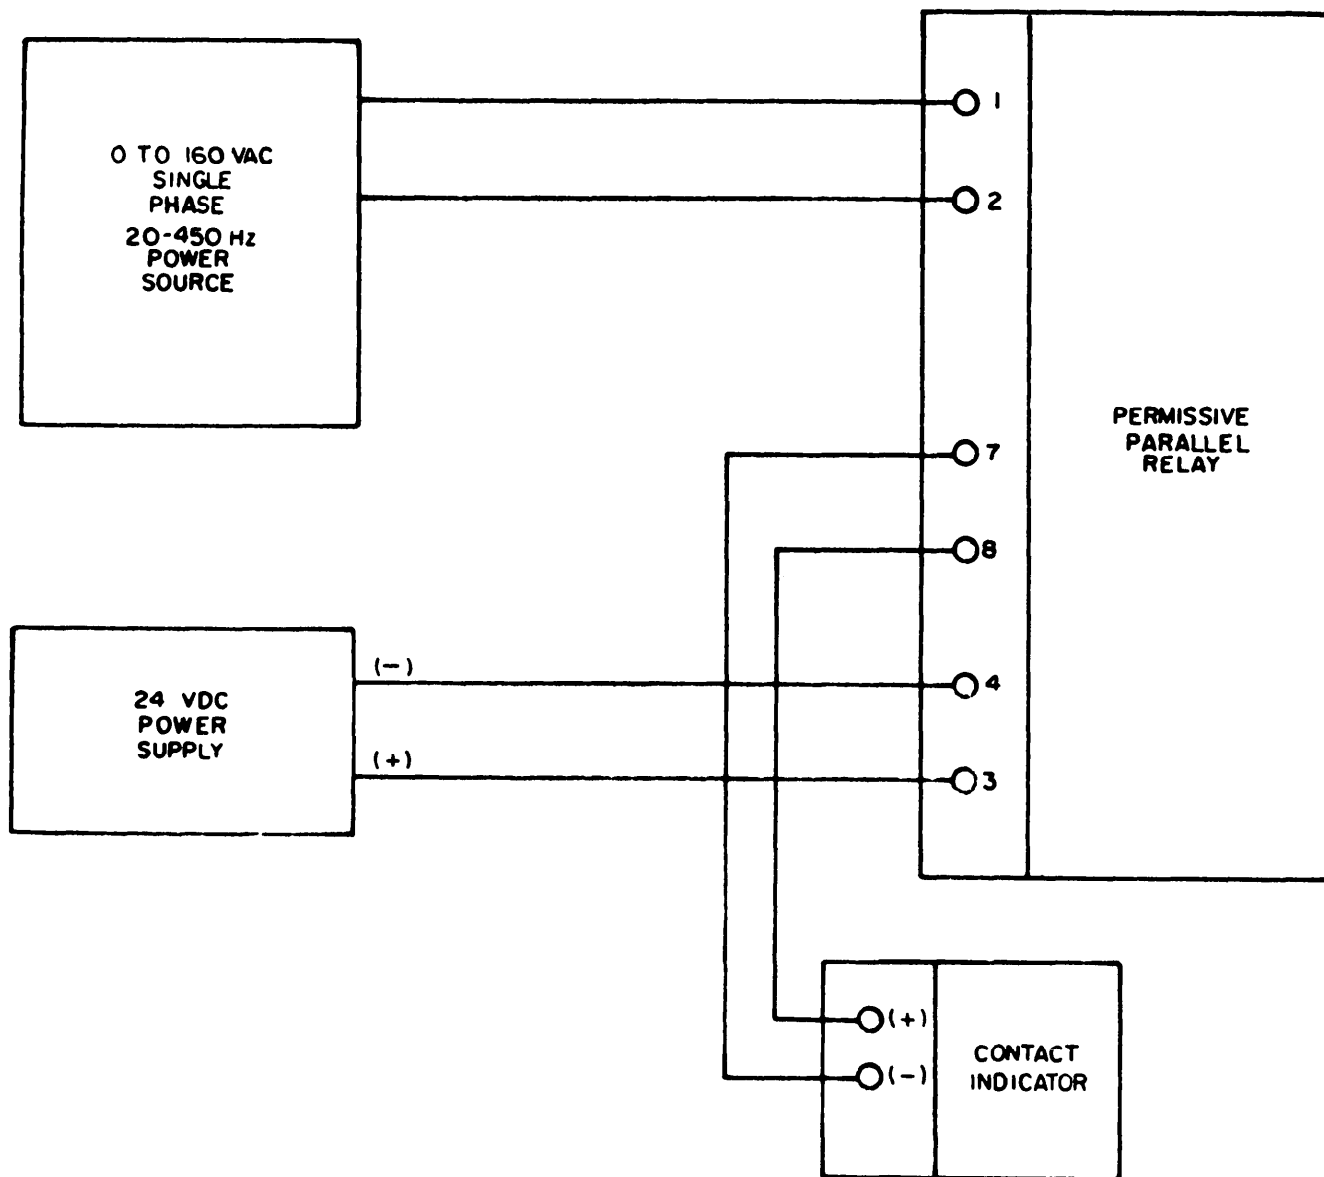 0 TO 160 VAC
SINGLE
PHASE
20-450 Hz
POWER
SOURCE
1
2
7
8
4
3
PERMISSIVE
PARALLEL
RELAY
24 VDC
POWER
SUPPLY
(-)
(+)
(+)
(-)
CONTACT
INDICATOR